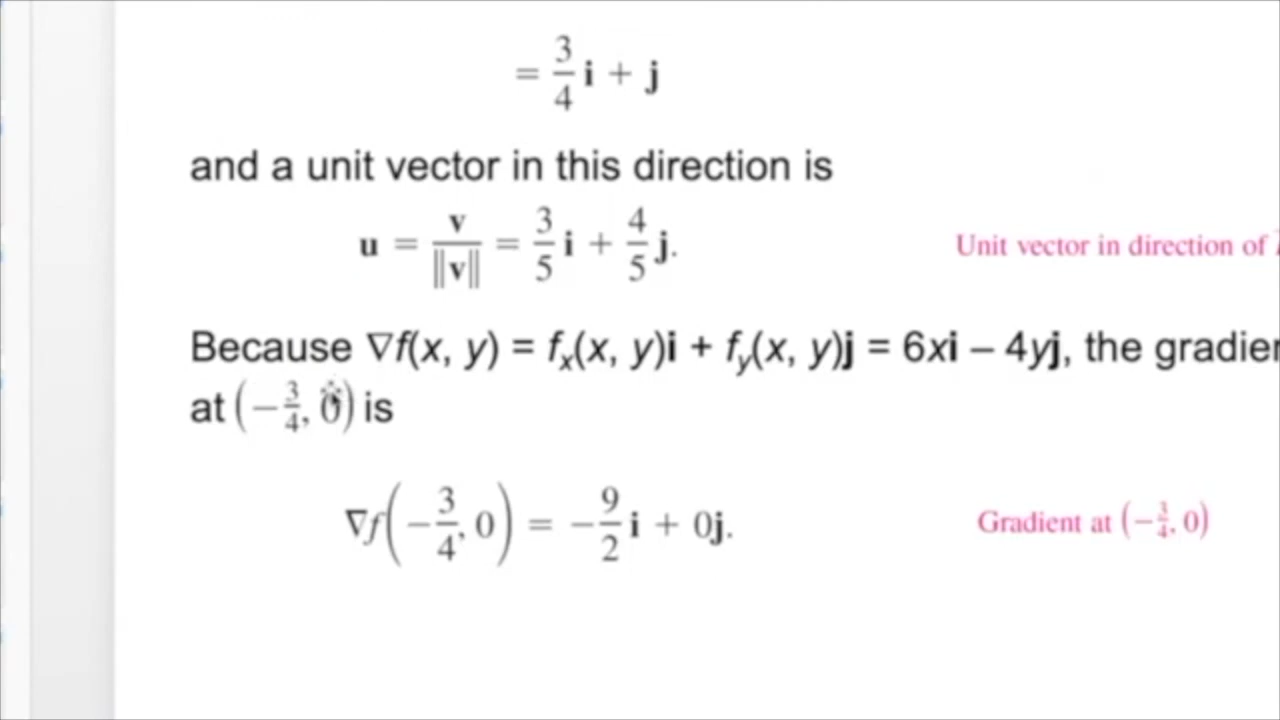 = 3/4 i + j
and a unit vector in this direction is
u = v/‖v‖ = 3/5 i + 4/5 j.
Unit vector in direction of
Because ∇f(x, y) = fx(x, y)i + fy(x, y)j = 6xi – 4yj, the
at (−3/4, 0) is
∇f(−3/4, 0) = −9/2 i + 0j.
Gradient at (−3/4, 0)